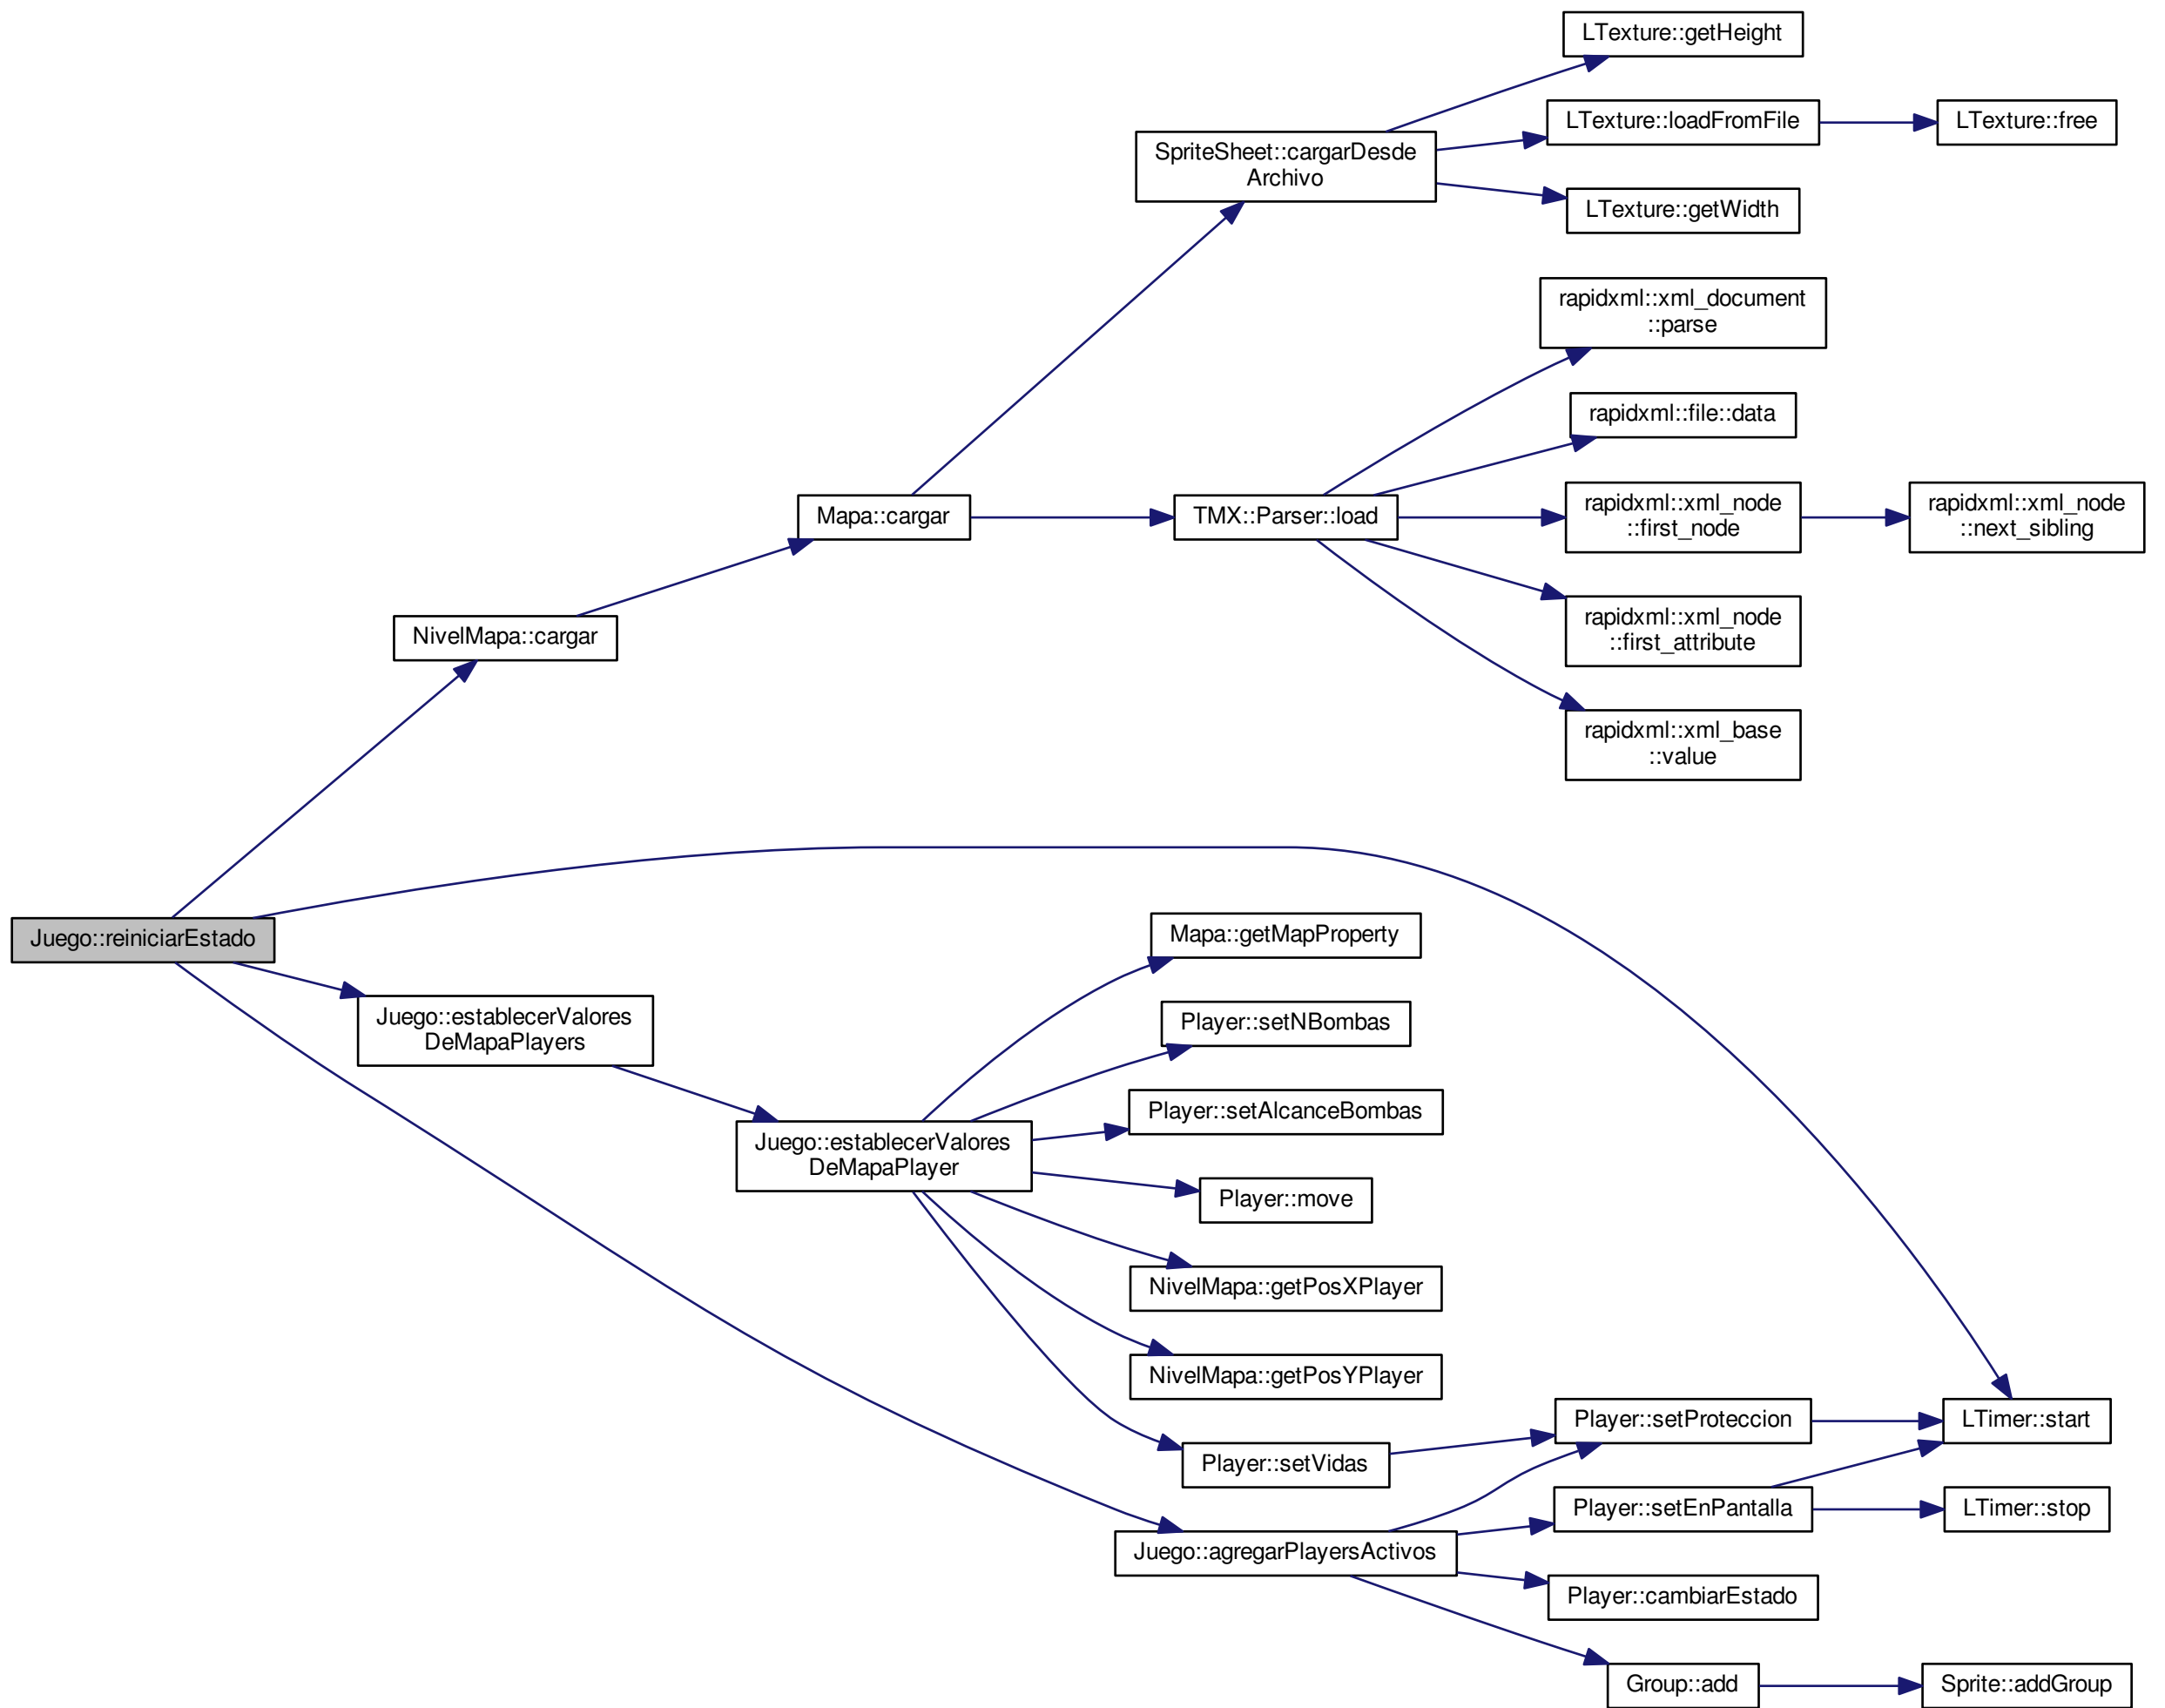 LTexture::getHeight
LTexture::loadFromFile
LTexture::free
SpriteSheet::cargarDesde
Archivo
LTexture::getWidth
rapidxml::xml_document
::parse
rapidxml::file::data
Mapa::cargar
TMX::Parser::load
rapidxml::xml_node
::first_node
rapidxml::xml_node
::next_sibling
NivelMapa::cargar
rapidxml::xml_node
::first_attribute
rapidxml::xml_base
::value
Juego::reiniciarEstado
Mapa::getMapProperty
Juego::establecerValores
DeMapaPlayers
Player::setNBombas
Player::setAlcanceBombas
Juego::establecerValores
DeMapaPlayer
Player::move
NivelMapa::getPosXPlayer
NivelMapa::getPosYPlayer
Player::setProteccion
LTimer::start
Player::setVidas
Player::setEnPantalla
LTimer::stop
Juego::agregarPlayersActivos
Player::cambiarEstado
Group::add
Sprite::addGroup